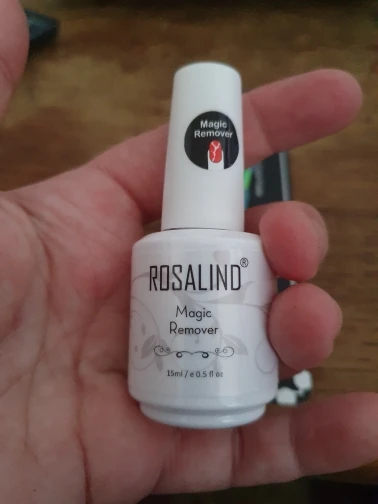 Magic
Remover
ROSALIND®
Magic
Remover
15ml / e 0.5 fl oz